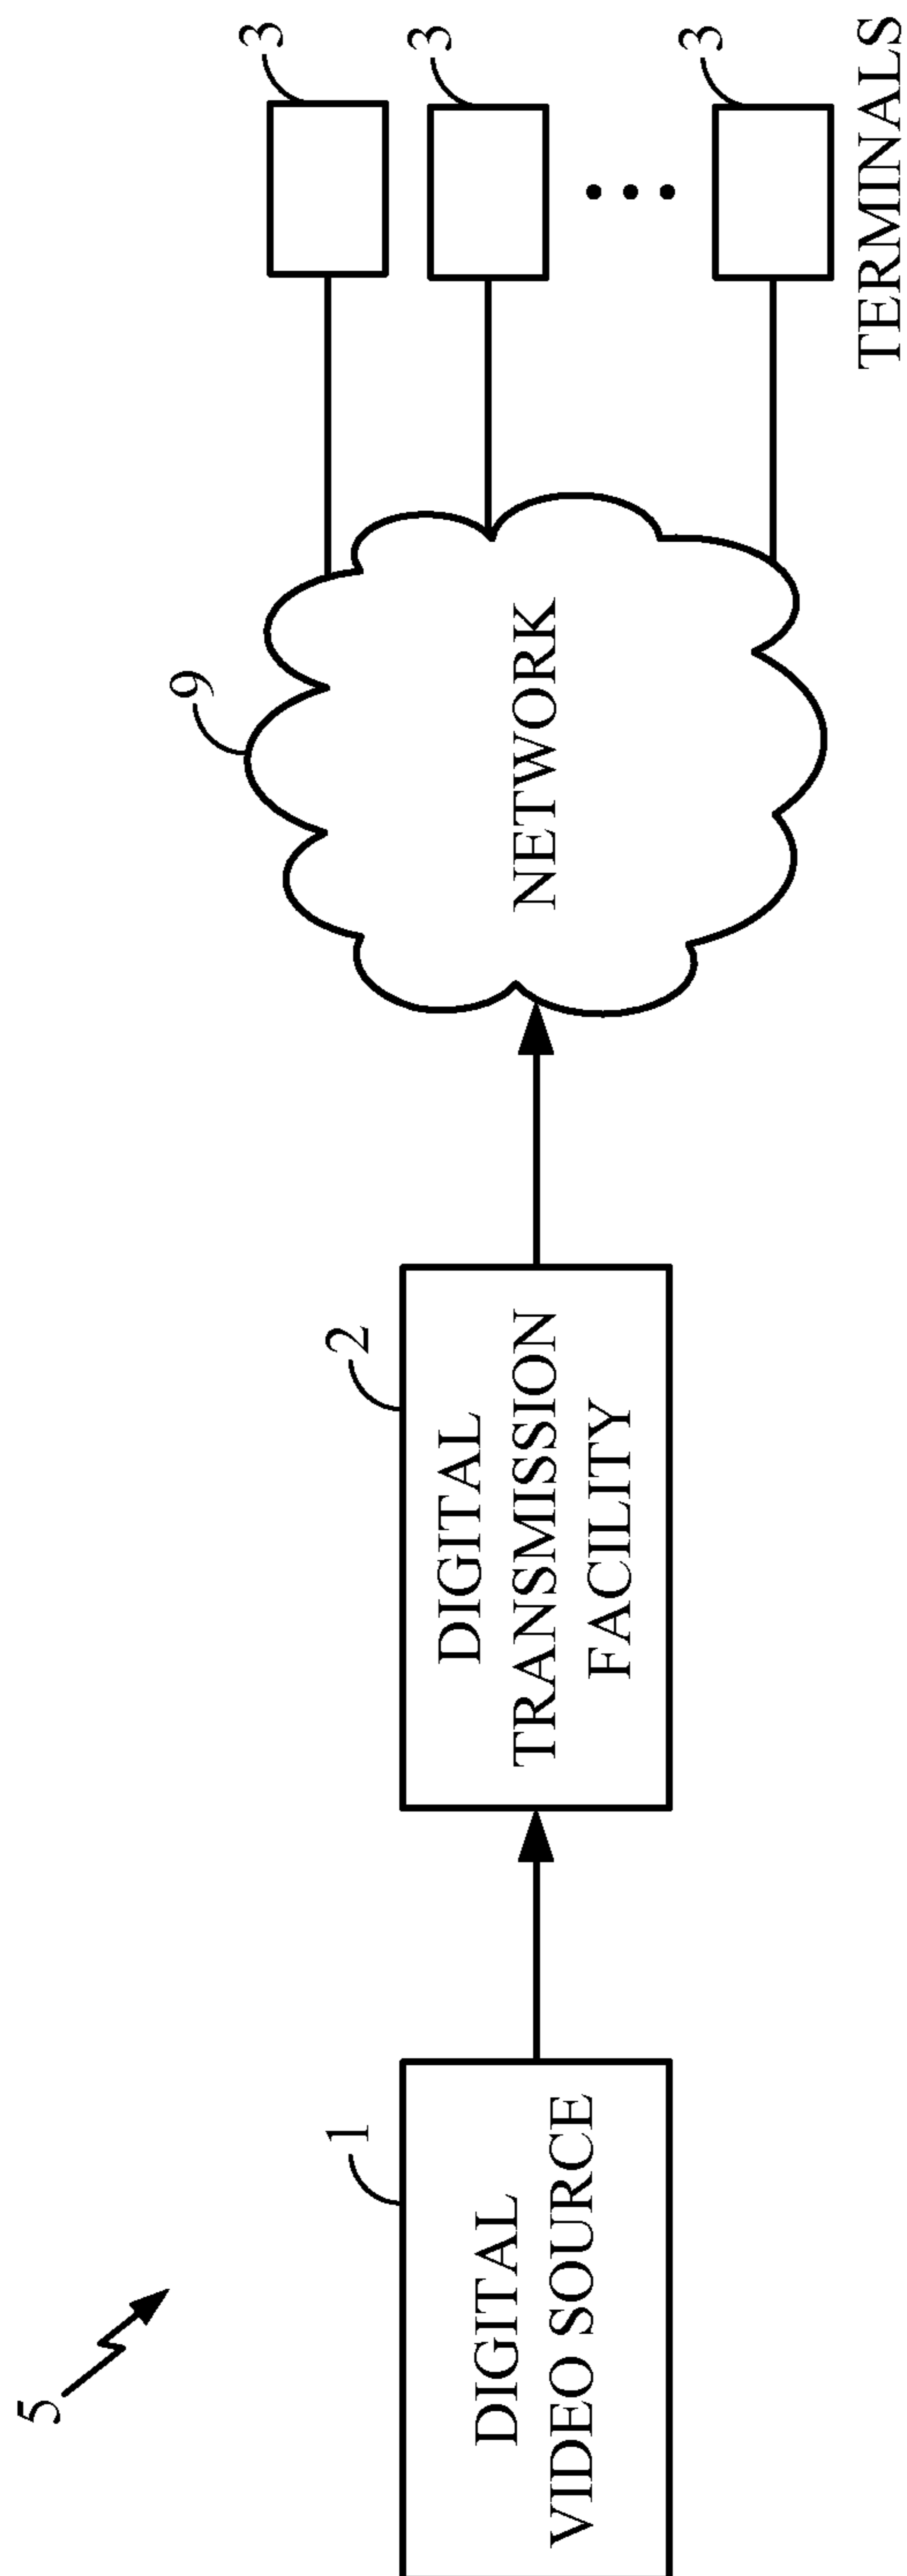 5
1
DIGITAL
VIDEO SOURCE
2
DIGITAL
TRANSMISSION
FACILITY
9
NETWORK
3
3
3
TERMINALS